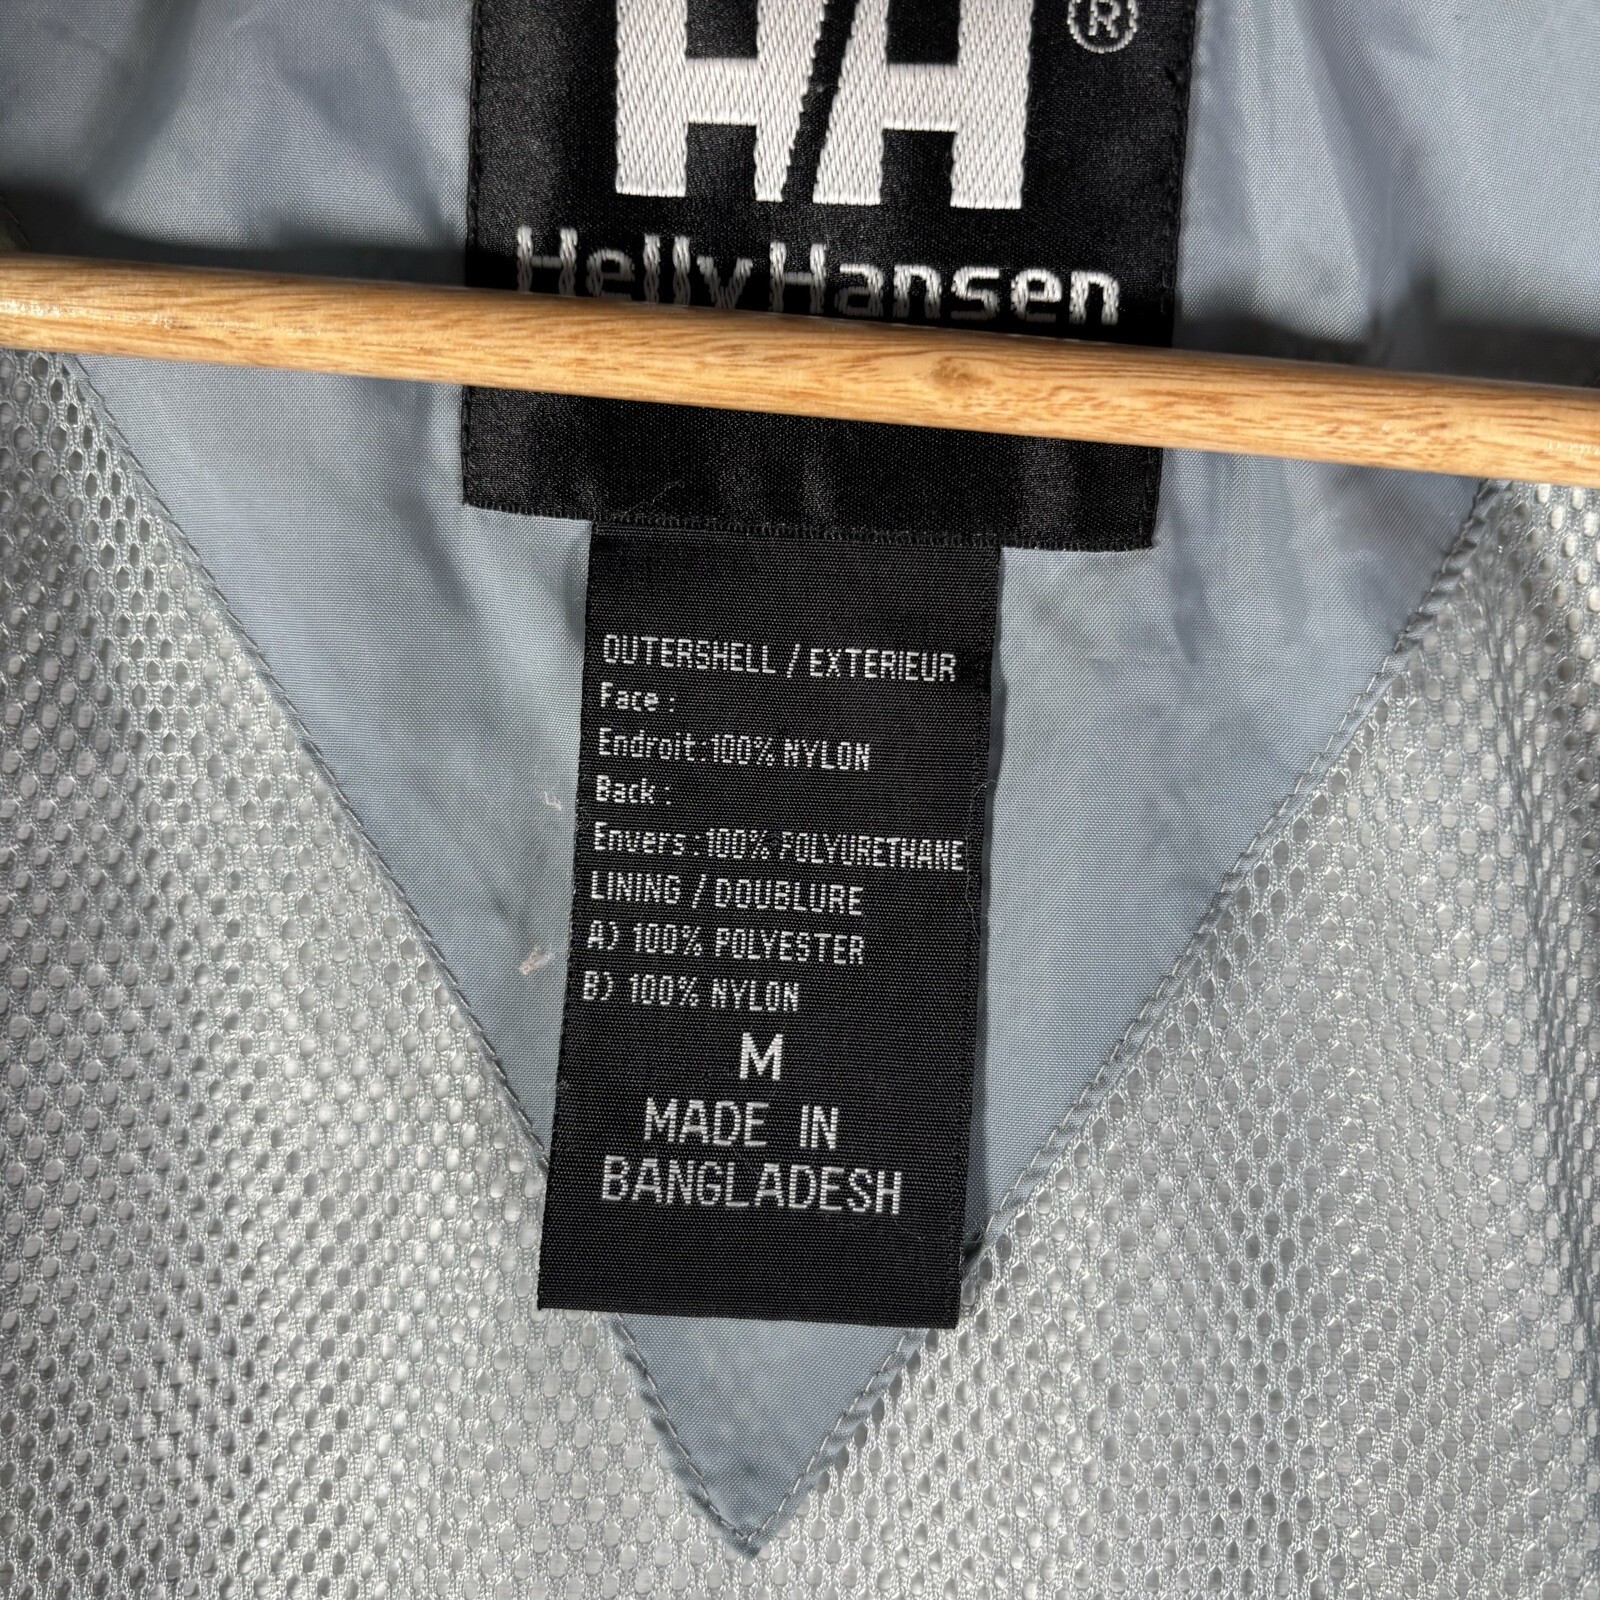 HH ®
Helly Hansen
OUTERSHELL / EXTERIEUR
Face :
Endroit:100% NYLON
Back :
Envers :100% POLYURETHANE
LINING / DOUBLURE
A) 100% POLYESTER
B) 100% NYLON
M
MADE IN
BANGLADESH